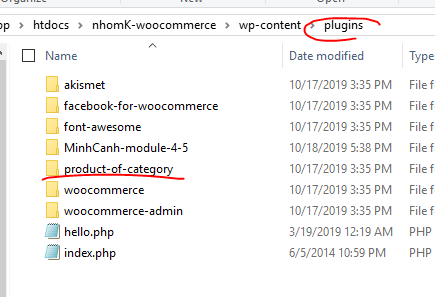 Organize
Open
pp › htdocs › nhomK-woocommerce › wp-content › plugins
Name Date modified Type
akismet 10/17/2019 3:35 PM File f
facebook-for-woocommerce 10/17/2019 3:35 PM File f
font-awesome 10/17/2019 3:35 PM File f
MinhCanh-module-4-5 10/18/2019 5:38 PM File f
product-of-category 10/17/2019 3:35 PM File f
woocommerce 10/17/2019 3:35 PM File f
woocommerce-admin 10/17/2019 3:35 PM File f
hello.php 3/19/2019 12:19 AM PHP
index.php 6/5/2014 10:59 PM PHP